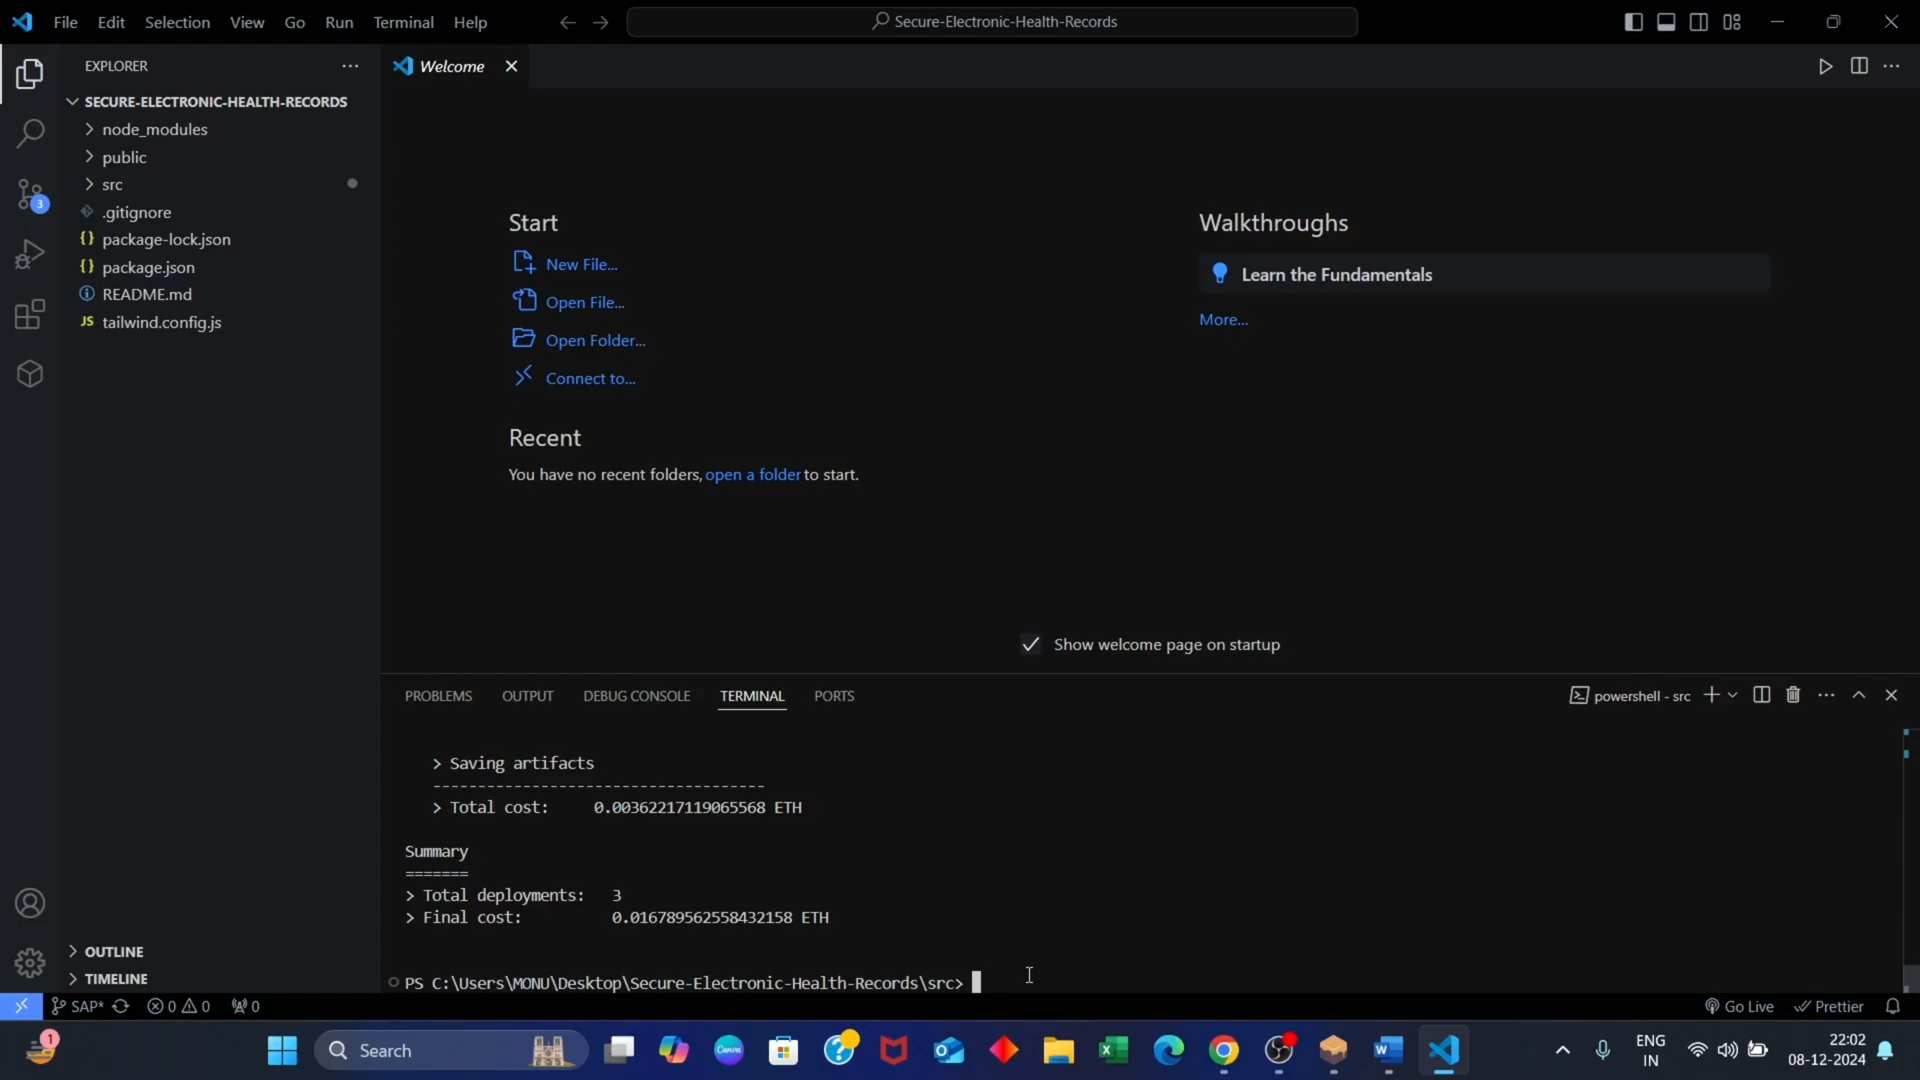 File Edit Selection View Go Run Terminal Help
Secure-Electronic-Health-Records
EXPLORER
Welcome
SECURE-ELECTRONIC-HEALTH-RECORDS
node_modules
public
src
.gitignore
{} package-lock.json
{} package.json
README.md
JS tailwind.config.js
3
Start
New File...
Open File...
Open Folder...
Connect to...
Recent
You have no recent folders, open a folder to start.
Walkthroughs
Learn the Fundamentals
More...
Show welcome page on startup
PROBLEMS OUTPUT DEBUG CONSOLE TERMINAL PORTS
powershell - src
> Saving artifacts
-------------------------------------
> Total cost: 0.00362217119065568 ETH
Summary
=======
> Total deployments: 3
> Final cost: 0.016789562558432158 ETH
PS C:\Users\MONU\Desktop\Secure-Electronic-Health-Records\src>
OUTLINE
TIMELINE
SAP* 0 0 0
Go Live Prettier
1
Search
Canva
ENG
IN
22:02
08-12-2024